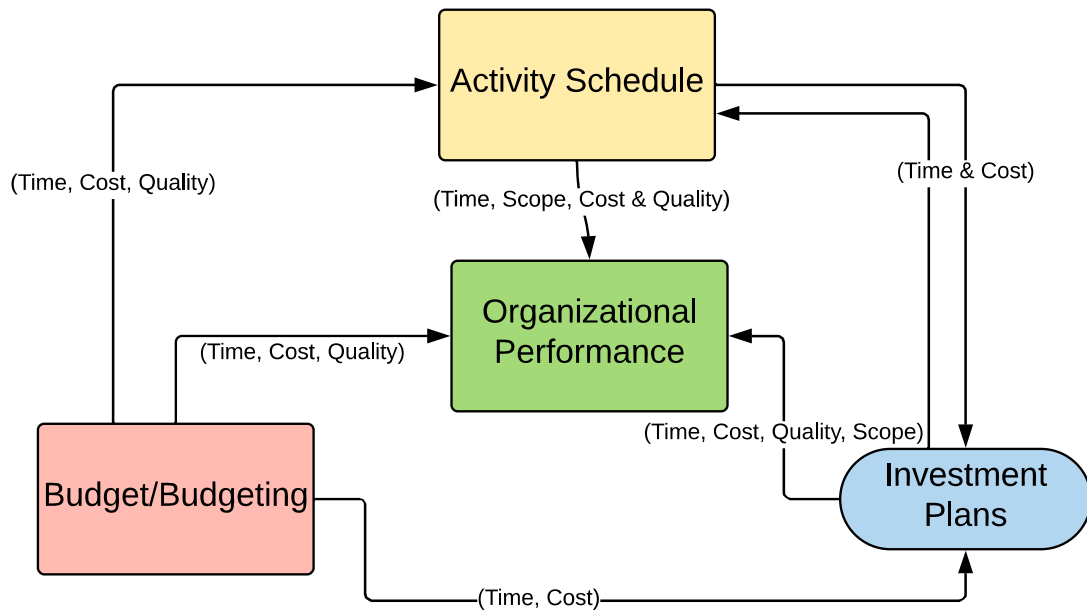 Activity Schedule
(Time, Cost, Quality)
(Time & Cost)
(Time, Scope, Cost & Quality)
Organizational
Performance
(Time, Cost, Quality)
(Time, Cost, Quality, Scope)
Budget/Budgeting
Investment
Plans
(Time, Cost)